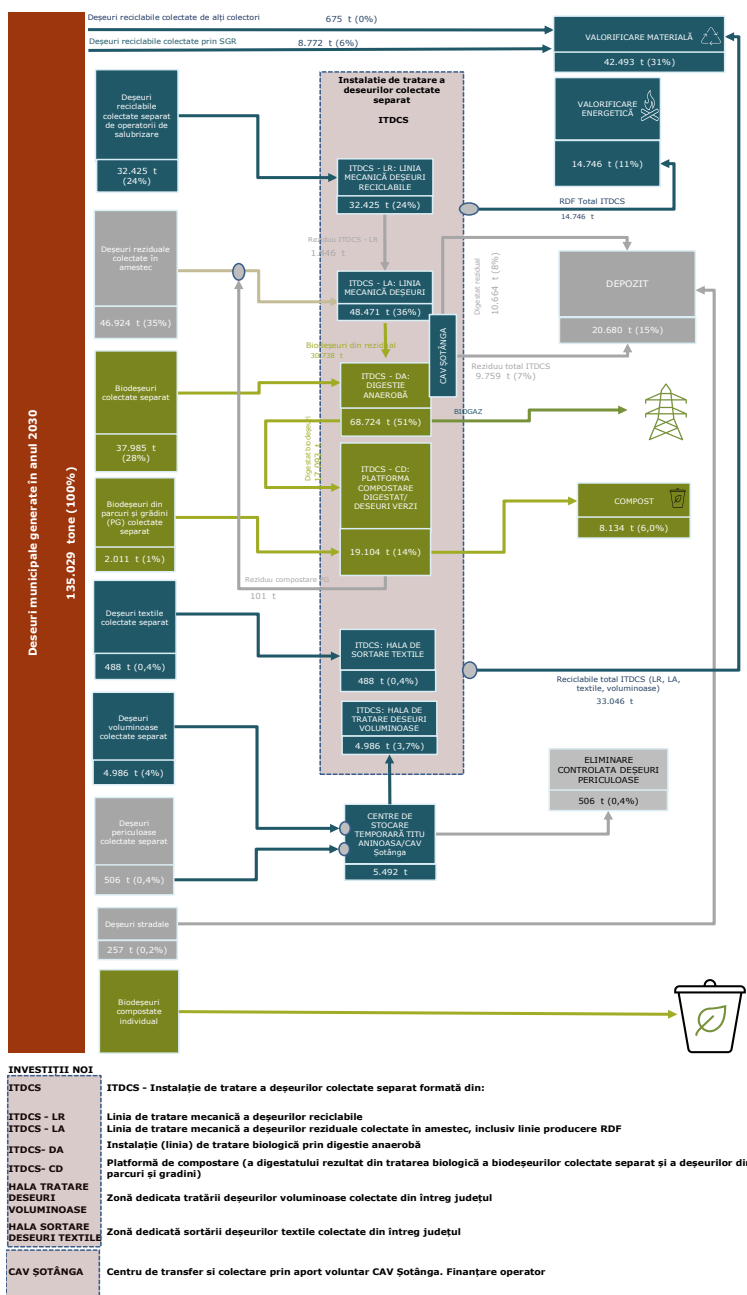 Deșeuri reciclabile colectate de alți colectori
675 t (0%)
Deșeuri reciclabile colectate prin SGR
8.772 t (6%)
VALORIFICARE MATERIALĂ
42.493 t (31%)
Deșeuri municipale generate în anul 2030
135.029 tone (100%)
Deșeuri
reciclabile
colectate separat
de operatorii de
salubrizare
32.425 t
(24%)
Instalatie de tratare a
deseurilor colectate
separat
ITDCS
VALORIFICARE
ENERGETICĂ
14.746 t (11%)
ITDCS - LR: LINIA
MECANICĂ DEȘEURI
RECICLABILE
32.425 t (24%)
RDF Total ITDCS
14.746 t
Deșeuri reziduale
colectate în
amestec
46.924 t (35%)
Reziduu ITDCS - LR
1.446 t
ITDCS - LA: LINIA
MECANICĂ DEȘEURI
48.471 t (36%)
Digestat rezidual
10.664 t (8%)
DEPOZIT
20.680 t (15%)
CAV ȘOTÂNGA
Biodeșeuri din rezidual
30.738 t
Reziduu total ITDCS
9.759 t (7%)
Biodeșeuri
colectate separat
37.985 t
(28%)
ITDCS - DA:
DIGESTIE
ANAEROBĂ
68.724 t (51%)
BIOGAZ
Digestat biodeșeuri
17.093 t
ITDCS - CD:
PLATFORMA
COMPOSTARE
DIGESTAT/
DESEURI VERZI
19.104 t (14%)
Biodeșeuri din
parcuri și grădini
(PG) colectate
separat
2.011 t (1%)
COMPOST
8.134 t (6,0%)
Reziduu compostare PG
101 t
Deșeuri textile
colectate separat
488 t (0,4%)
ITDCS: HALA DE
SORTARE TEXTILE
488 t (0,4%)
Reciclabile total ITDCS (LR, LA,
textile, voluminoase)
33.046 t
Deșeuri
voluminoase
colectate separat
4.986 t (4%)
ITDCS: HALA DE
TRATARE DESEURI
VOLUMINOASE
4.986 t (3,7%)
ELIMINARE
CONTROLATA DEȘEURI
PERICULOASE
506 t (0,4%)
Deșeuri
periculoase
colectate separat
506 t (0,4%)
CENTRE DE
STOCARE
TEMPORARĂ TITU
ANINOASA/CAV
Șotânga
5.492 t
Deșeuri stradale
257 t (0,2%)
Biodeșeuri
compostate
individual
INVESTIȚII NOI
ITDCS ITDCS - Instalație de tratare a deșeurilor colectate separat formată din:
ITDCS - LR Linia de tratare mecanică a deșeurilor reciclabile
ITDCS - LA Linia de tratare mecanică a deșeurilor reziduale colectate în amestec, inclusiv linie producere RDF
ITDCS- DA Instalație (linia) de tratare biologică prin digestie anaerobă
ITDCS- CD Platformă de compostare (a digestatului rezultat din tratarea biologică a biodeșeurilor colectate separat și a deșeurilor din
parcuri și gradini)
HALA TRATARE
DESEURI
VOLUMINOASE
Zonă dedicata tratării deșeurilor voluminoase colectate din întreg județul
HALA SORTARE
DESEURI TEXTILE
Zonă dedicată sortării deșeurilor textile colectate din întreg județul
CAV ȘOTÂNGA Centru de transfer si colectare prin aport voluntar CAV Șotânga. Finanțare operator